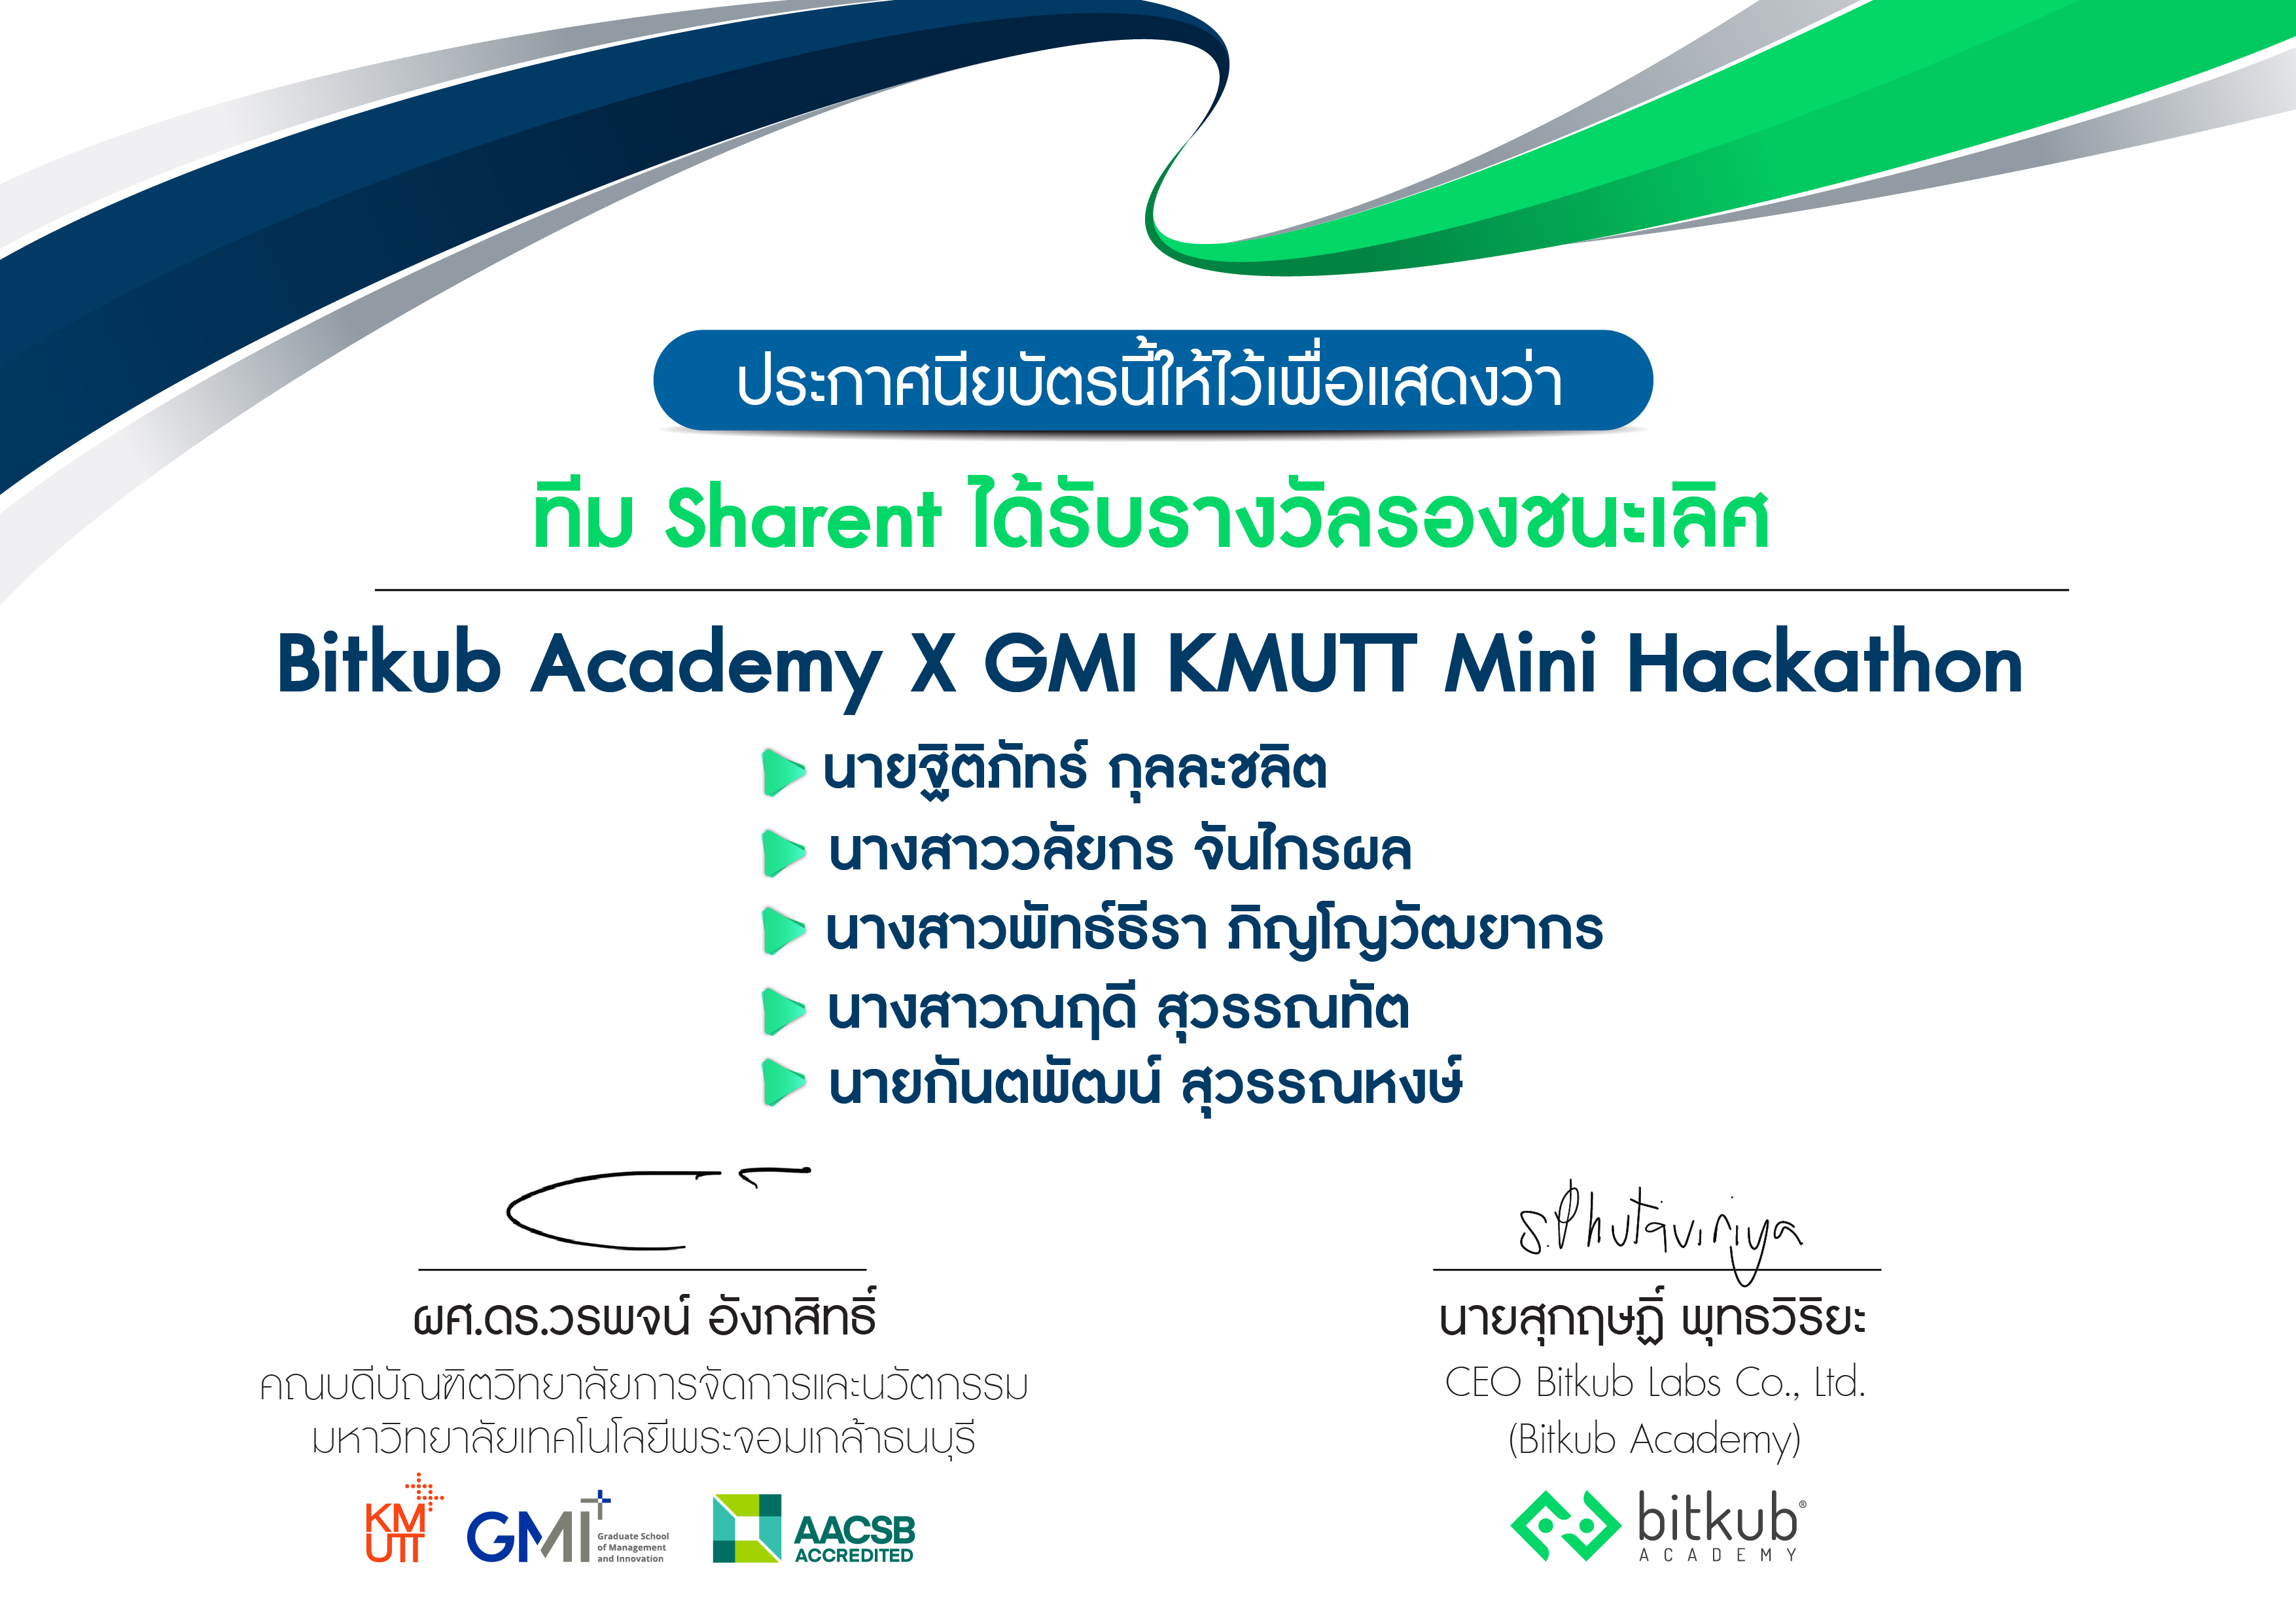 ประกาศนียบัตรนี้ให้ไว้เพื่อแสดงว่า
ทีม Sharent ได้รับรางวัลรองชนะเลิศ
Bitkub Academy X GMI KMUTT Mini Hackathon
นายฐิติภัทร์ กุลละชลิต
นางสาววลัยกร จันไกรผล
นางสาวพัทธ์ธีรา ภิญโญวัฒยากร
นางสาวณฤดี สุวรรณทัต
นายกันตพัฒน์ สุวรรณหงษ์
S.Phutaviriya
ผศ.ดร.วรพจน์ อังกสิทธิ์
คณบดีบัณฑิตวิทยาลัยการจัดการและนวัตกรรม
มหาวิทยาลัยเทคโนโลยีพระจอมเกล้าธนบุรี
นายสุกฤษฏิ์ พุทธวิริยะ
CEO Bitkub Labs Co., Ltd.
(Bitkub Academy)
KM
UTT
GMI
Graduate School
of Management
and Innovation
AACSB
ACCREDITED
bitkub®
ACADEMY